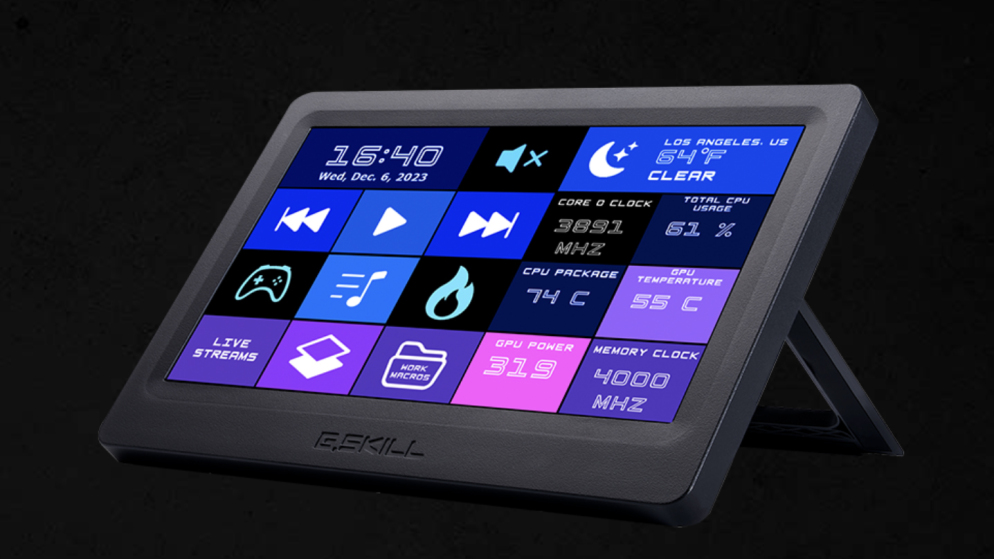 16:40
Wed, Dec. 6, 2023
LOS ANGELES, US
64°F
CLEAR
CORE 0 CLOCK
3891
MHZ
TOTAL CPU
USAGE
61 %
CPU PACKAGE
74 C
GPU
TEMPERATURE
55 C
LIVE
STREAMS
WORK
MACROS
GPU POWER
319
MEMORY CLOCK
4000
MHZ
G.SKILL